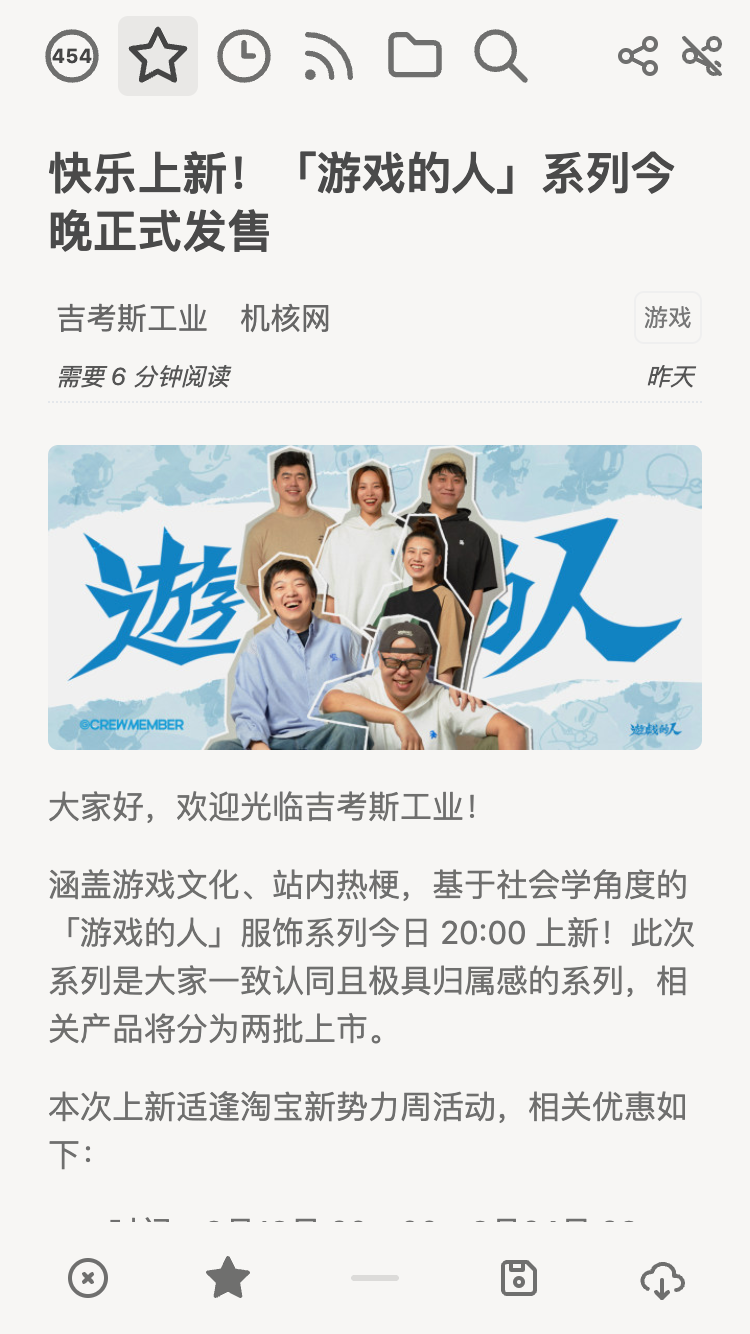 454
快乐上新！「游戏的人」系列今
晚正式发售
吉考斯工业 机核网
游戏
需要 6 分钟阅读
昨天
遊 的人
©CREWMEMBER
遊戯的人
大家好，欢迎光临吉考斯工业！
涵盖游戏文化、站内热梗，基于社会学角度的
「游戏的人」服饰系列今日 20:00 上新！此次
系列是大家一致认同且极具归属感的系列，相
关产品将分为两批上市。
本次上新适逢淘宝新势力周活动，相关优惠如
下：